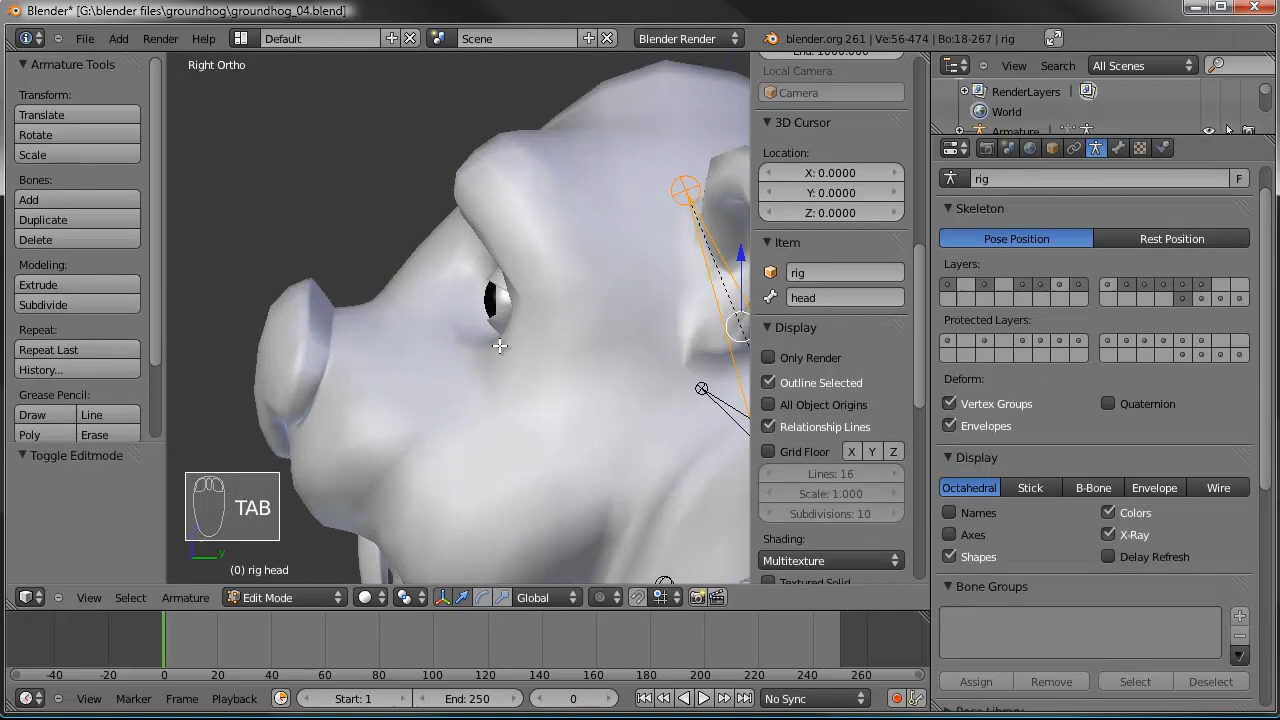 Blender* [G:\blender files\groundhog\groundhog_04.blend]
File Add Render Help Default Scene Blender Render blender.org 261 | Ve:56-474 | Bo:18-267 | rig
Armature Tools
Transform:
Translate
Rotate
Scale
Bones:
Add
Duplicate
Delete
Modeling:
Extrude
Subdivide
Repeat:
Repeat Last
History...
Grease Pencil:
Draw Line
Poly Erase
Toggle Editmode
Right Ortho
TAB
(0) rig head
Local Camera:
Camera
3D Cursor
Location:
X: 0.0000
Y: 0.0000
Z: 0.0000
Item
rig
head
Display
Only Render
Outline Selected
All Object Origins
Relationship Lines
Grid Floor X Y Z
Lines: 16
Scale: 1.000
Subdivisions: 10
Shading:
Multitexture
Textured Solid
View Search All Scenes
RenderLayers
World
Armature
rig F
Skeleton
Pose Position Rest Position
Layers:
Protected Layers:
Deform:
Vertex Groups Quaternion
Envelopes
Display
Octahedral Stick B-Bone Envelope Wire
Names Colors
Axes X-Ray
Shapes Delay Refresh
Bone Groups
Assign Remove Select Deselect
View Select Armature Edit Mode Global
-40 -20 0 20 40 60 80 100 120 140 160 180 200 220 240 260
View Marker Frame Playback Start: 1 End: 250 0 No Sync